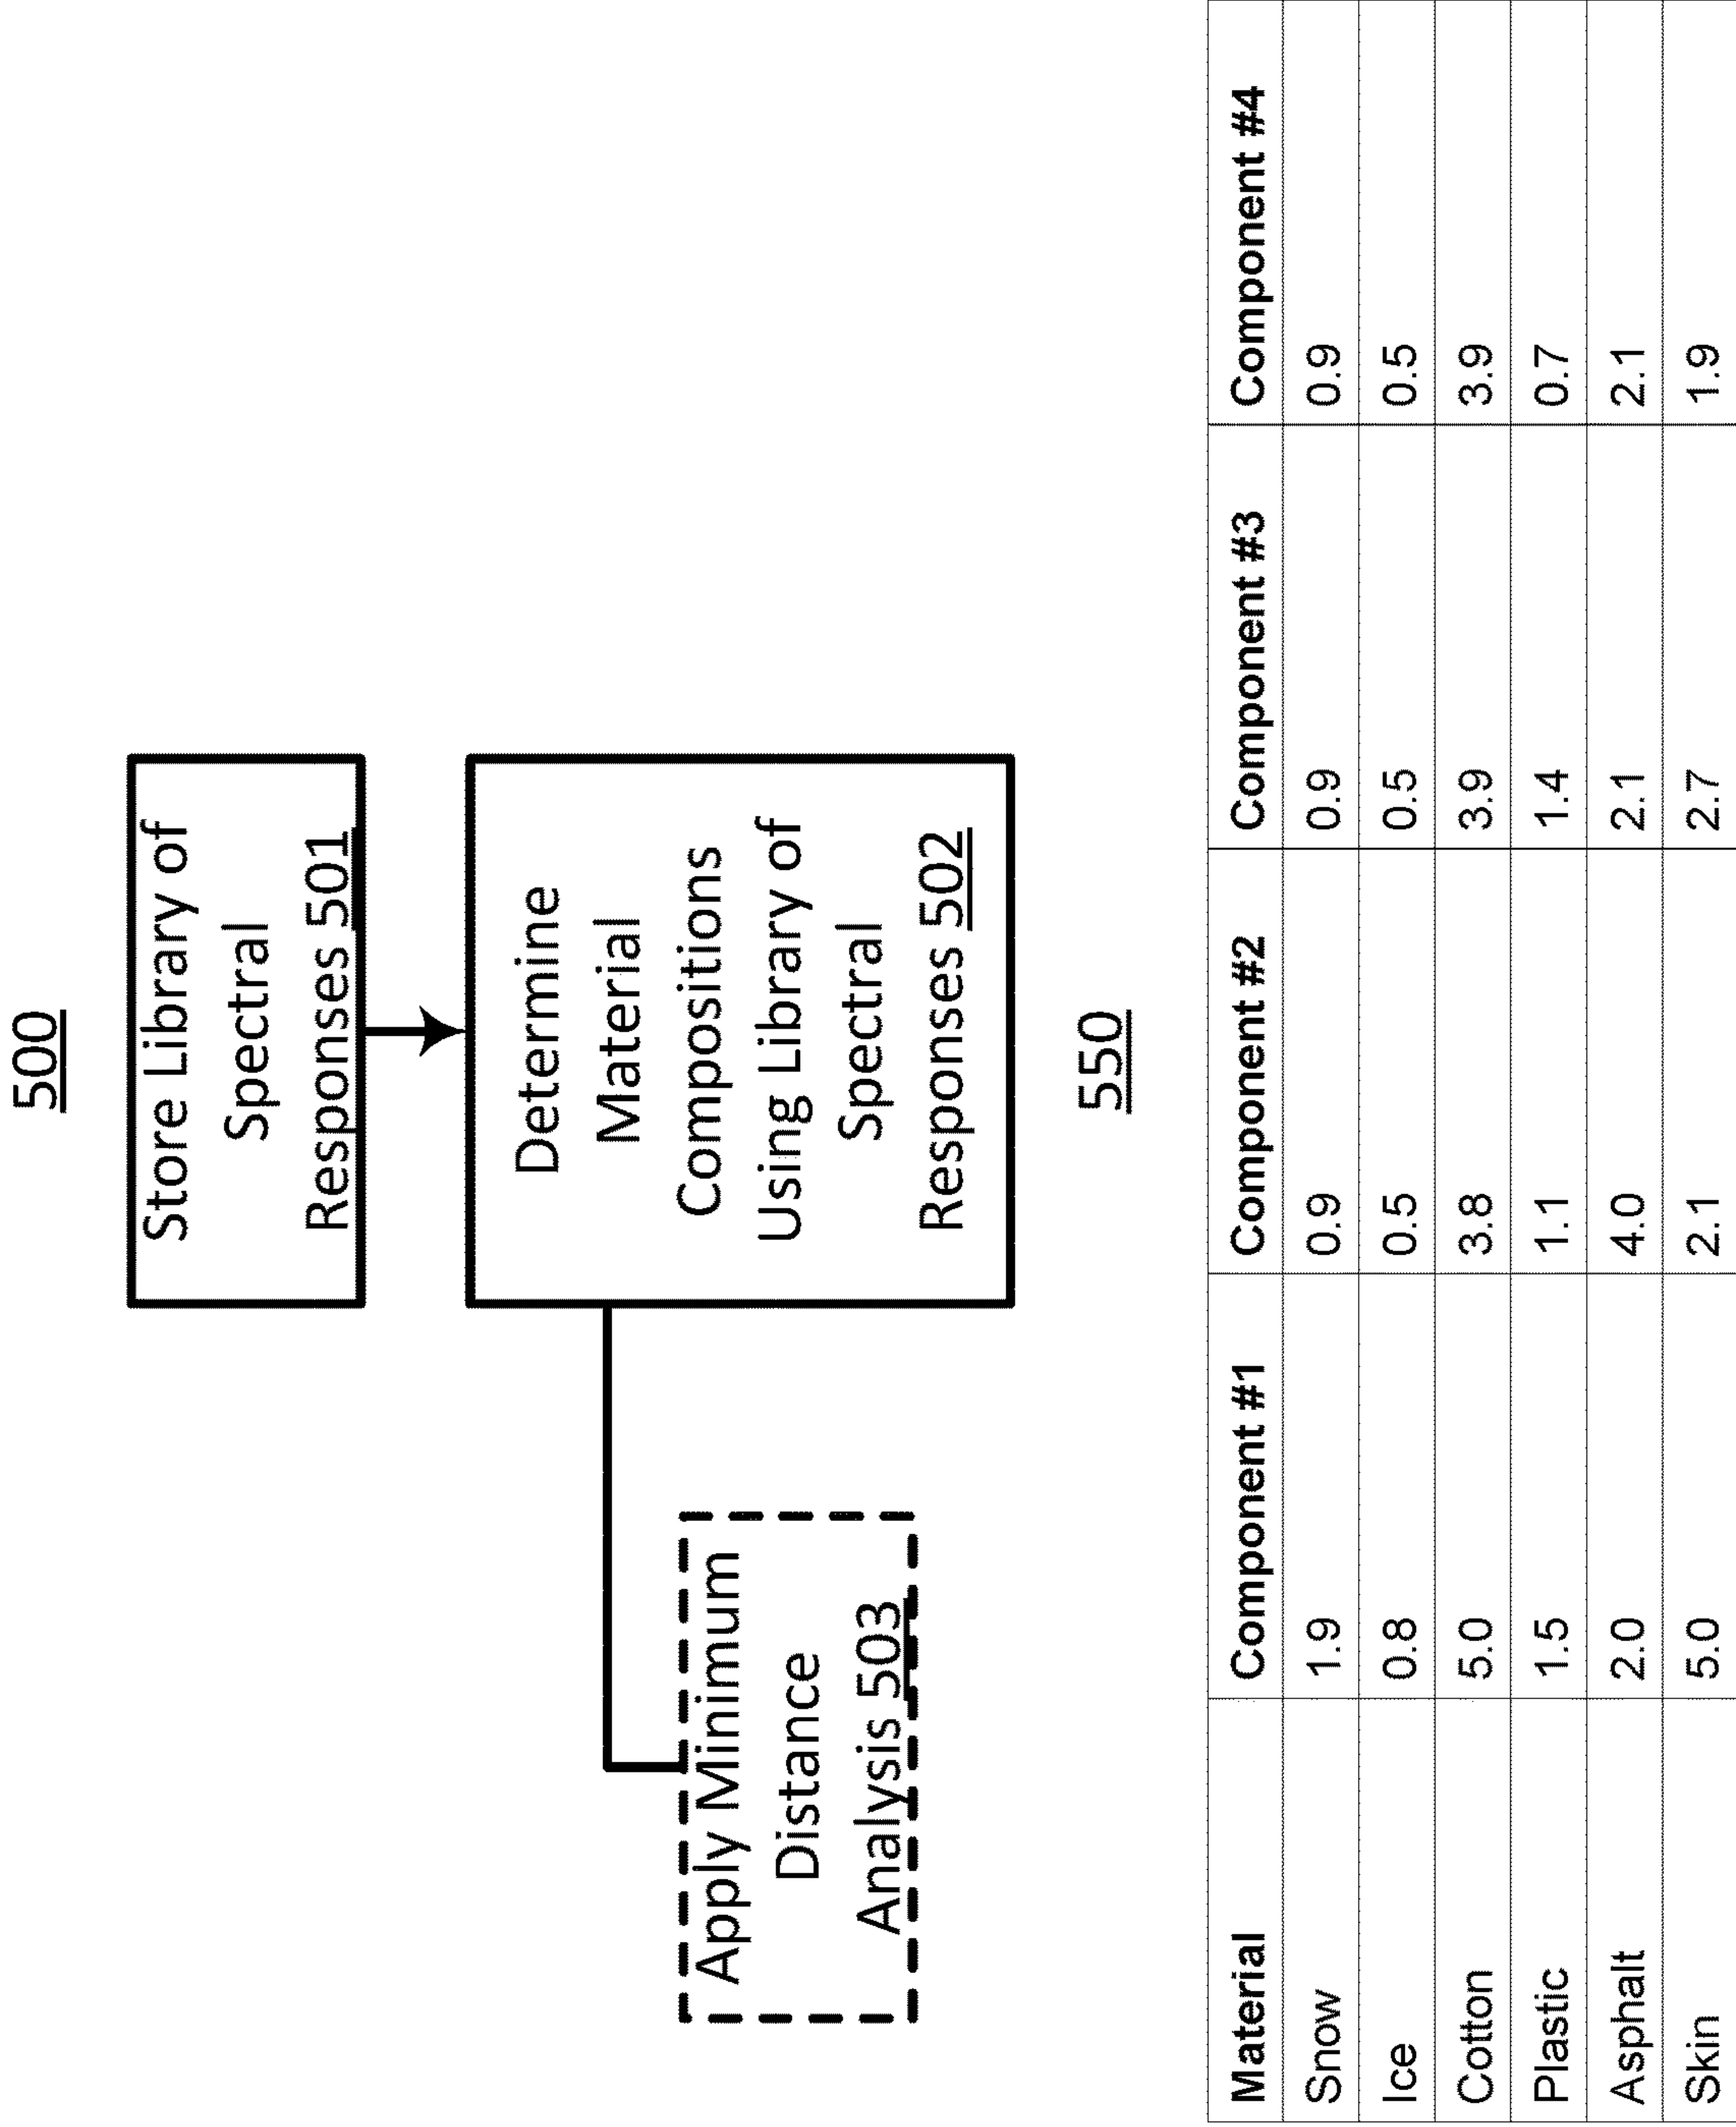 500
Store Library of
Spectral
Responses 501
Determine
Material
Compositions
Using Library of
Spectral
Responses 502
Apply Minimum
Distance
Analysis 503
550
Material Component #1 Component #2 Component #3 Component #4
Snow 1.9 0.9 0.9 0.9
Ice 0.8 0.5 0.5 0.5
Cotton 5.0 3.8 3.9 3.9
Plastic 1.5 1.1 1.4 0.7
Asphalt 2.0 4.0 2.1 2.1
Skin 5.0 2.1 2.7 1.9